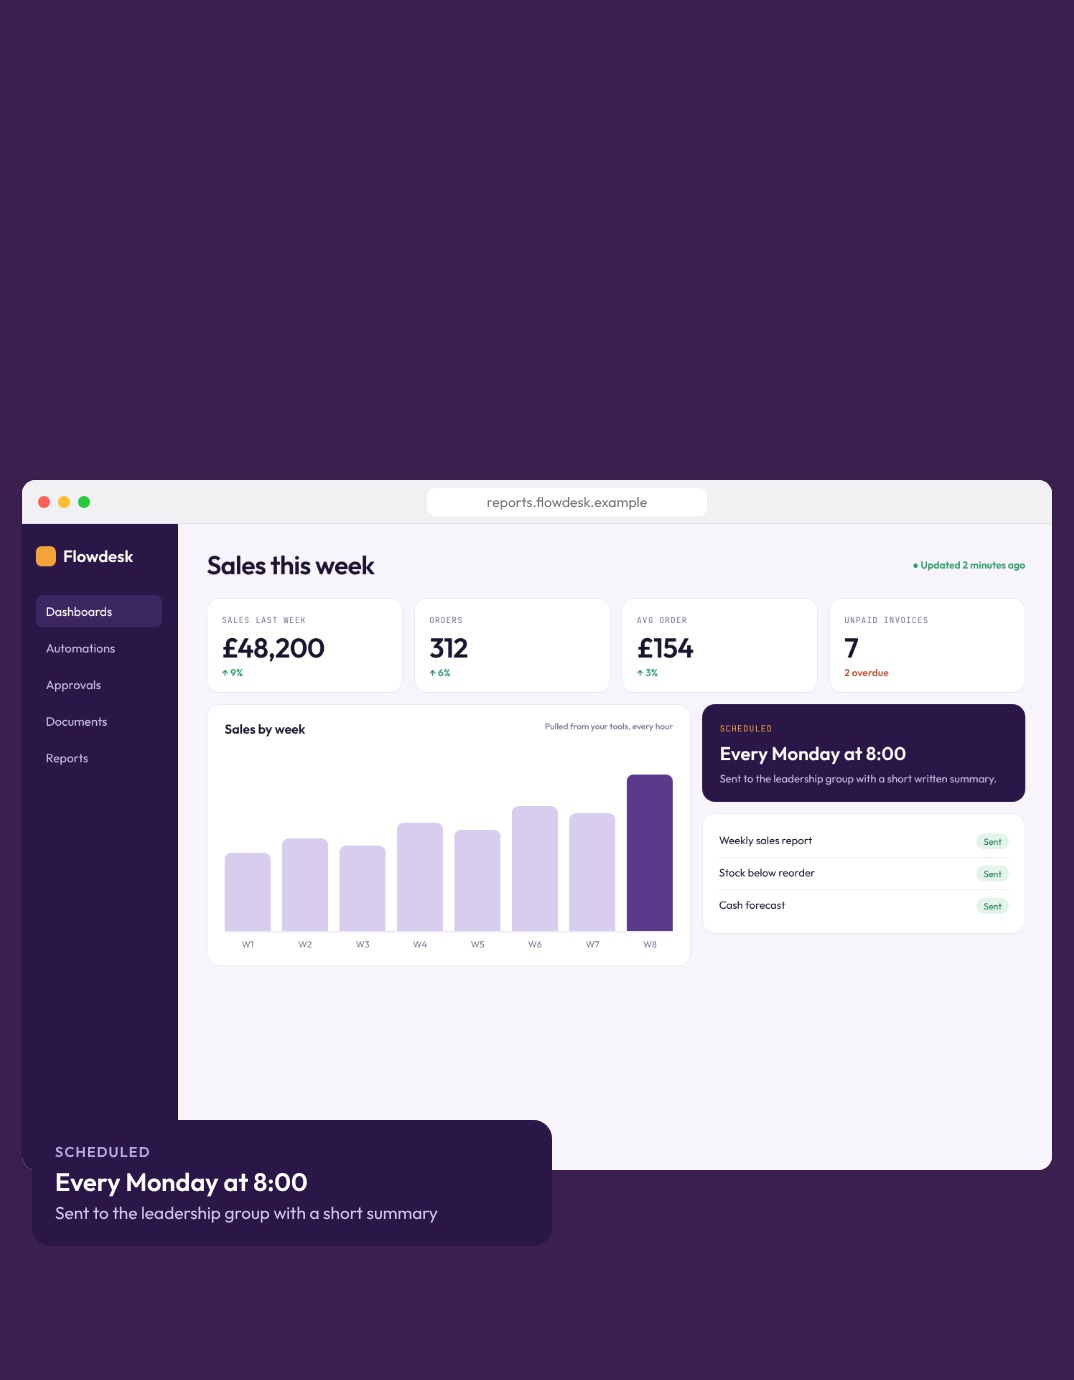 reports.flowdesk.example
Flowdesk
Dashboards
Automations
Approvals
Documents
Reports
Sales this week
● Updated 2 minutes ago
SALES LAST WEEK
£48,200
↑ 9%
ORDERS
312
↑ 6%
AVG ORDER
£154
↑ 3%
UNPAID INVOICES
7
2 overdue
Sales by week
Pulled from your tools, every hour
W1 W2 W3 W4 W5 W6 W7 W8
SCHEDULED
Every Monday at 8:00
Sent to the leadership group with a short written summary.
Weekly sales report Sent
Stock below reorder Sent
Cash forecast Sent
SCHEDULED
Every Monday at 8:00
Sent to the leadership group with a short summary